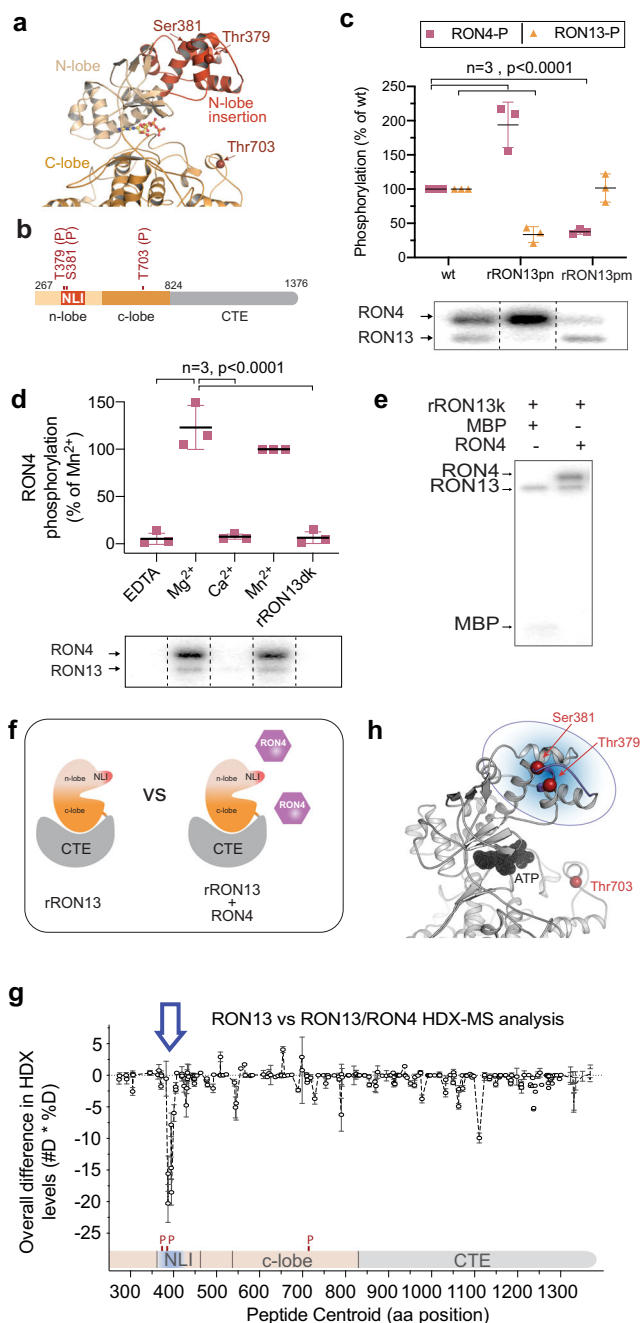 a
Ser381
Thr379
N-lobe
N-lobe
insertion
C-lobe
Thr703
b
T379 (P)
S381 (P)
T703 (P)
267
824
1376
NLI
n-lobe
c-lobe
CTE
c
RON4-P
RON13-P
n=3 , p<0.0001
Phosphorylation (% of wt)
250
200
150
100
50
0
wt
rRON13pn
rRON13pm
RON4
RON13
d
n=3, p<0.0001
RON4
phosphorylation
(% of Mn2+)
150
100
50
0
EDTA
Mg2+
Ca2+
Mn2+
rRON13dk
RON4
RON13
e
rRON13k + +
MBP + -
RON4 - +
RON4
RON13
MBP
f
n-lobe
NLI
c-lobe
CTE
rRON13
VS
RON4
n-lobe
NLI
RON4
c-lobe
CTE
rRON13
+
RON4
h
Ser381
Thr379
ATP
Thr703
g
RON13 vs RON13/RON4 HDX-MS analysis
Overall difference in HDX
levels (#D * %D)
5
0
-5
-10
-15
-20
-25
P P
P
NLI
c-lobe
CTE
300 400 500 600 700 800 900 1000 1100 1200 1300
Peptide Centroid (aa position)